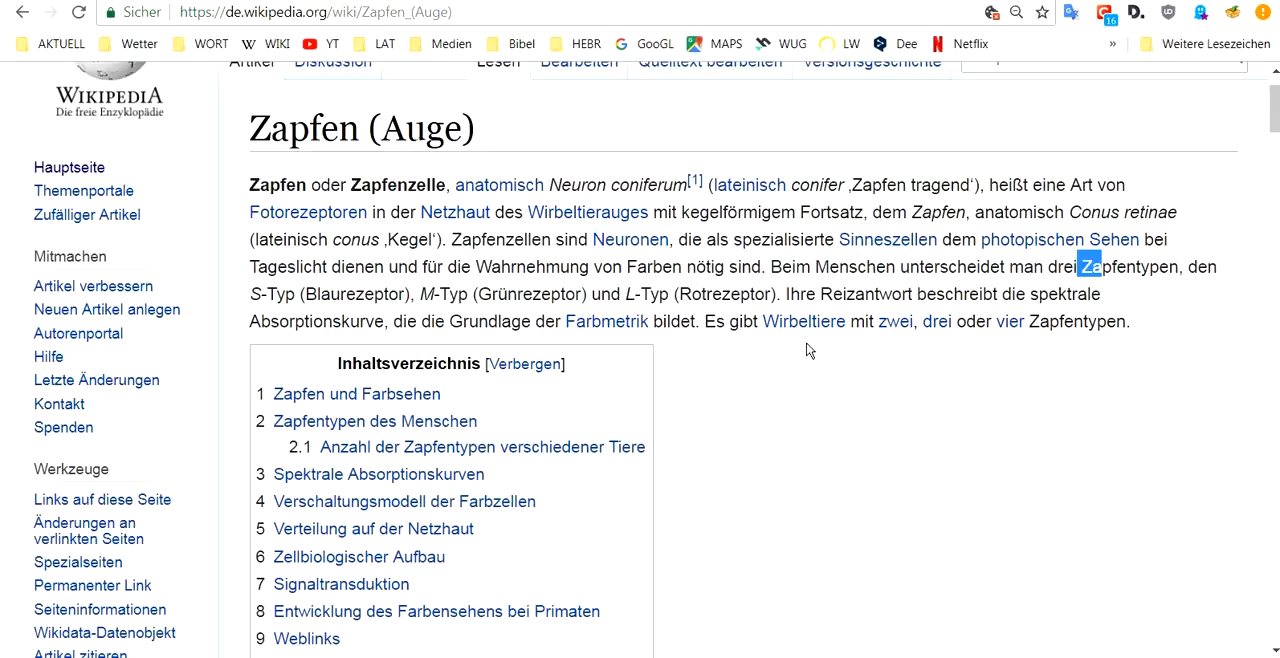 Sicher
https://de.wikipedia.org/wiki/Zapfen_(Auge)
16
AKTUELL Wetter WORT WIKI YT LAT Medien Bibel HEBR GooGL MAPS WUG LW Dee Netflix » Weitere Lesezeichen
Artikel Diskussion Lesen Bearbeiten Quelltext bearbeiten Versionsgeschichte
WIKIPEDIA
Die freie Enzyklopädie
Hauptseite
Themenportale
Zufälliger Artikel
Mitmachen
Artikel verbessern
Neuen Artikel anlegen
Autorenportal
Hilfe
Letzte Änderungen
Kontakt
Spenden
Werkzeuge
Links auf diese Seite
Änderungen an
verlinkten Seiten
Spezialseiten
Permanenter Link
Seiteninformationen
Wikidata-Datenobjekt
Artikel zitieren
Zapfen (Auge)
Zapfen oder Zapfenzelle, anatomisch Neuron coniferum[1] (lateinisch conifer ‚Zapfen tragend‘), heißt eine Art von
Fotorezeptoren in der Netzhaut des Wirbeltierauges mit kegelförmigem Fortsatz, dem Zapfen, anatomisch Conus retinae
(lateinisch conus ‚Kegel‘). Zapfenzellen sind Neuronen, die als spezialisierte Sinneszellen dem photopischen Sehen bei
Tageslicht dienen und für die Wahrnehmung von Farben nötig sind. Beim Menschen unterscheidet man drei Zapfentypen, den
S-Typ (Blaurezeptor), M-Typ (Grünrezeptor) und L-Typ (Rotrezeptor). Ihre Reizantwort beschreibt die spektrale
Absorptionskurve, die die Grundlage der Farbmetrik bildet. Es gibt Wirbeltiere mit zwei, drei oder vier Zapfentypen.
Inhaltsverzeichnis [Verbergen]
1 Zapfen und Farbsehen
2 Zapfentypen des Menschen
2.1 Anzahl der Zapfentypen verschiedener Tiere
3 Spektrale Absorptionskurven
4 Verschaltungsmodell der Farbzellen
5 Verteilung auf der Netzhaut
6 Zellbiologischer Aufbau
7 Signaltransduktion
8 Entwicklung des Farbensehens bei Primaten
9 Weblinks